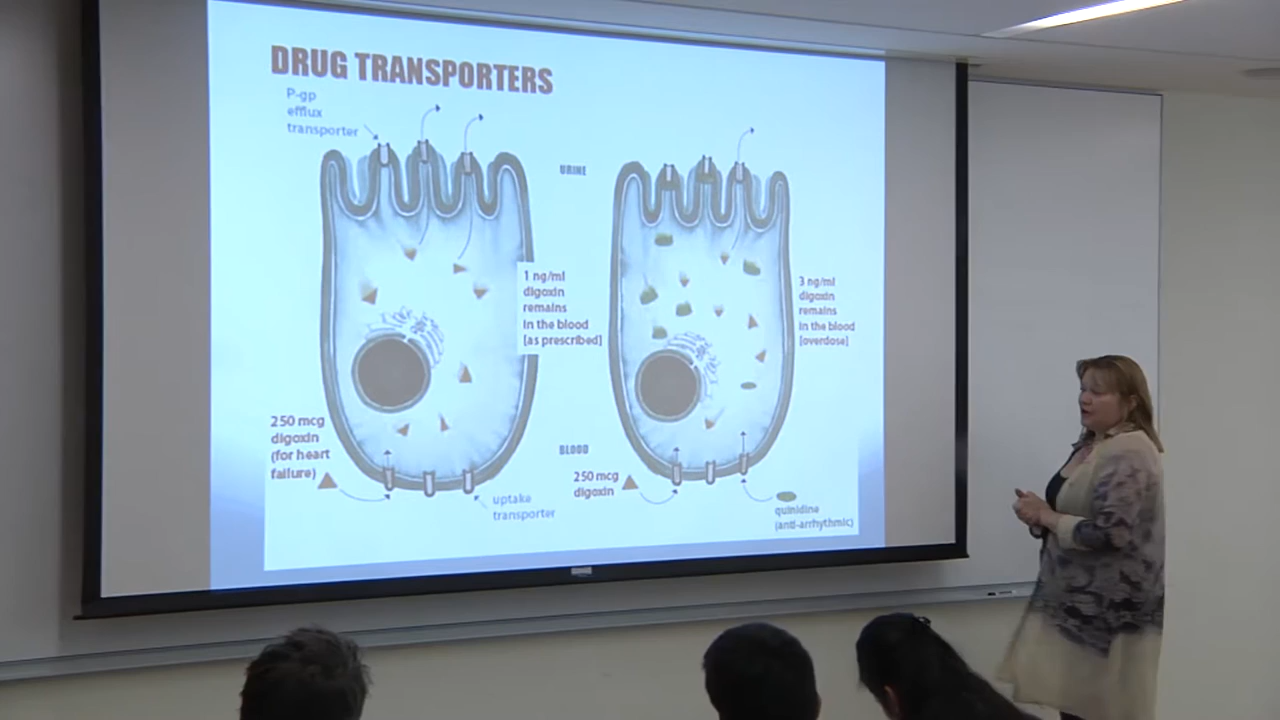 DRUG TRANSPORTERS
P-gp
efflux
transporter
URINE
1 ng/ml
digoxin
remains
in the blood
[as prescribed]
3 ng/ml
digoxin
remains
in the blood
[overdose]
250 mcg
digoxin
(for heart
failure)
uptake
transporter
BLOOD
250 mcg
digoxin
quinidine
(anti-arrhythmic)